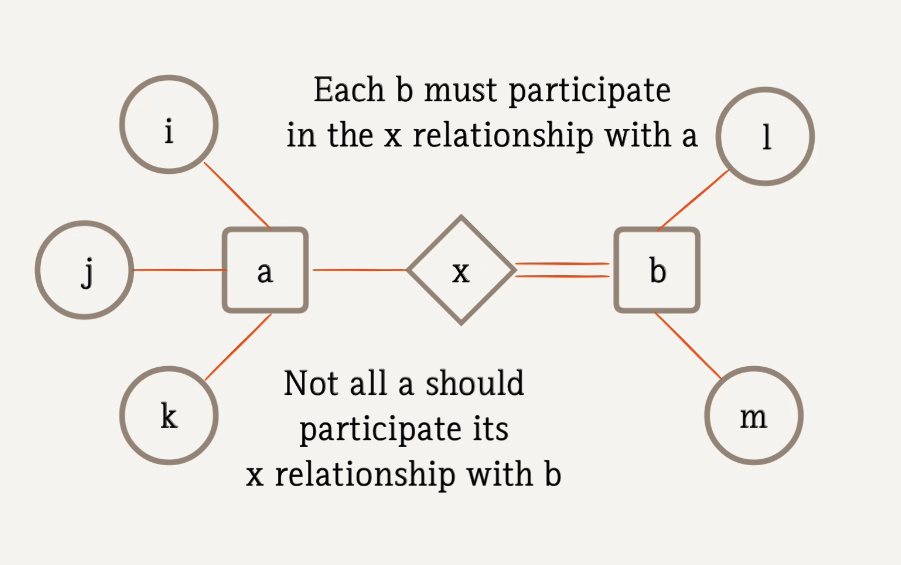 Each b must participate
in the x relationship with a
i
l
j
a
x
b
k
m
Not all a should
participate its
x relationship with b